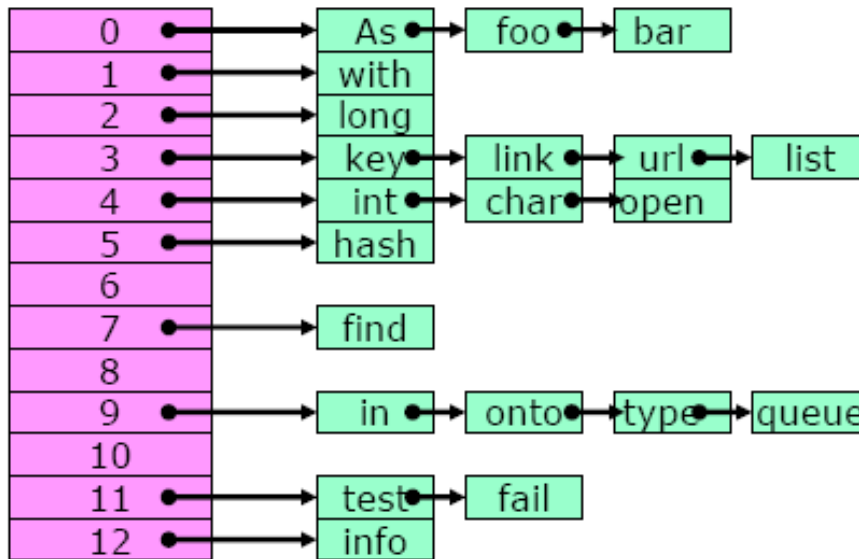 0 As foo bar
1 with
2 long
3 key link url list
4 int char open
5 hash
6
7 find
8
9 in onto type queue
10
11 test fail
12 info